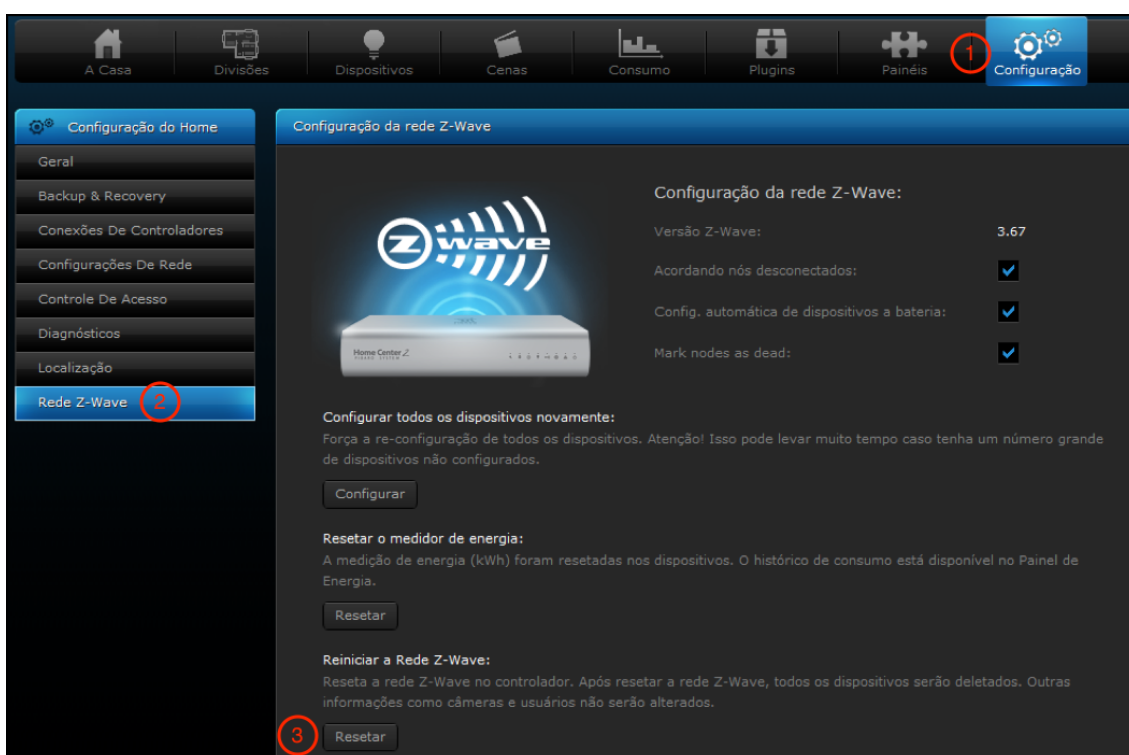 A Casa
Divisões
Dispositivos
Cenas
Consumo
Plugins
Painéis
1
Configuração
Configuração do Home
Geral
Backup & Recovery
Conexões De Controladores
Configurações De Rede
Controle De Acesso
Diagnósticos
Localização
Rede Z-Wave 2
Configuração da rede Z-Wave
Z wave
Home Center 2
Configuração da rede Z-Wave:
Versão Z-Wave: 3.67
Acordando nós desconectados:
Config. automática de dispositivos a bateria:
Mark nodes as dead:
Configurar todos os dispositivos novamente:
Força a re-configuração de todos os dispositivos. Atenção! Isso pode levar muito tempo caso tenha um número grande
de dispositivos não configurados.
Configurar
Resetar o medidor de energia:
A medição de energia (kWh) foram resetadas nos dispositivos. O histórico de consumo está disponível no Painel de
Energia.
Resetar
Reiniciar a Rede Z-Wave:
Reseta a rede Z-Wave no controlador. Após resetar a rede Z-Wave, todos os dispositivos serão deletados. Outras
informações como câmeras e usuários não serão alterados.
3 Resetar